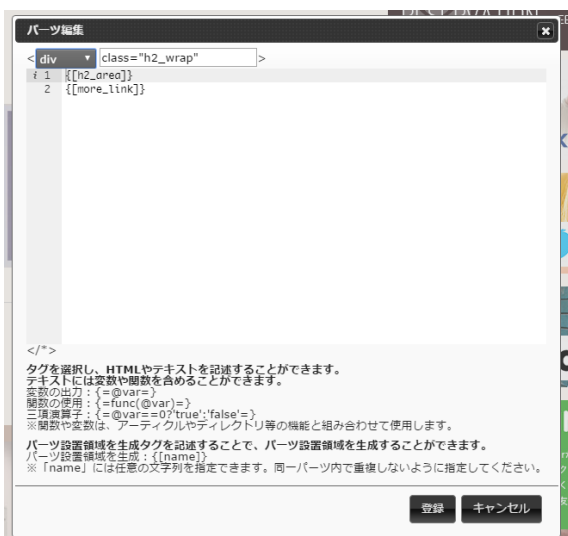 パーツ編集
<div class="h2_wrap" >
1 {[h2_area]}
2 {[more_link]}
</*>
タグを選択し、HTMLやテキストを記述することができます。
テキストには変数や関数を含めることができます。
変数の出力：{=@var=}
関数の使用：{=func(@var)=}
三項演算子：{=@var==0?'true':'false'=}
※関数や変数は、アーティクルやディレクトリ等の機能と組み合わせて使用します。
パーツ設置領域を生成タグを記述することで、パーツ設置領域を生成することができます。
パーツ設置領域を生成：{[name]}
※「name」には任意の文字列を指定できます。同一パーツ内で重複しないように指定してください。
登録 キャンセル